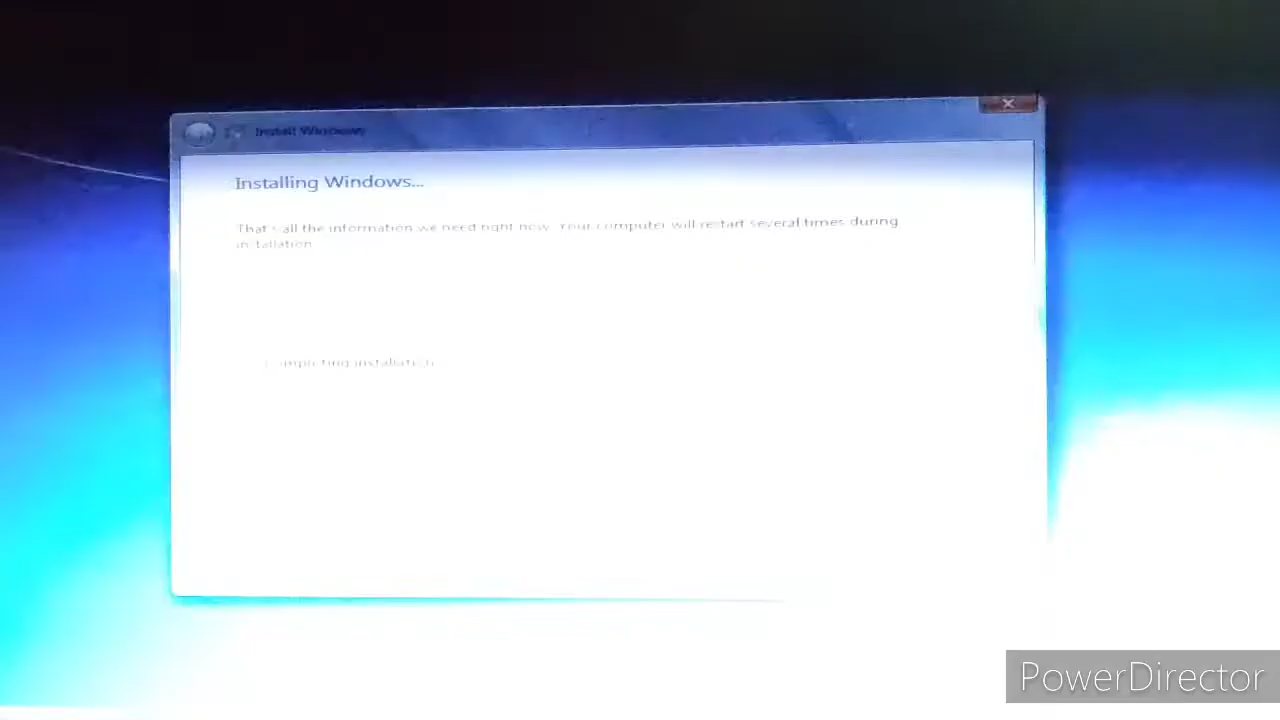 Install Windows
Installing Windows...
That's all the information we need right now. Your computer will restart several times during
installation.
Completing installation
PowerDirector